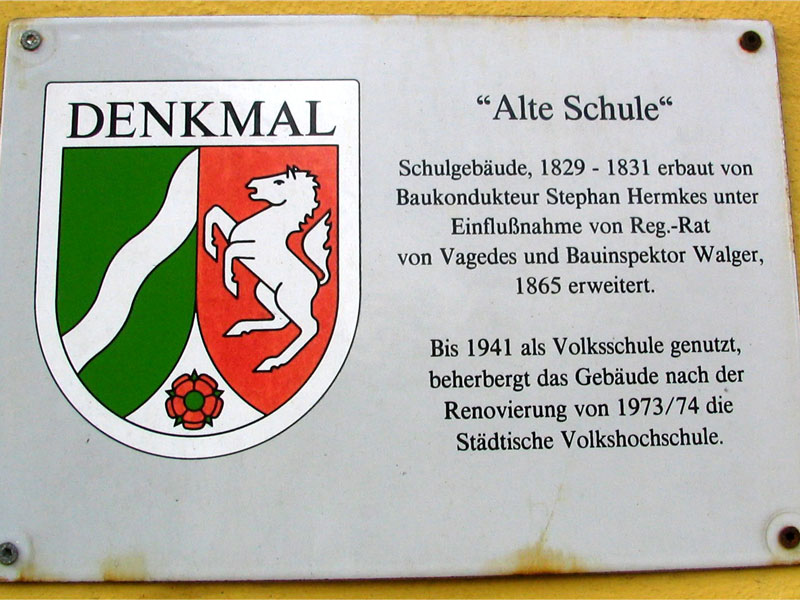 DENKMAL
“Alte Schule“
Schulgebäude, 1829 - 1831 erbaut von
Baukondukteur Stephan Hermkes unter
Einflußnahme von Reg.-Rat
von Vagedes und Bauinspektor Walger,
1865 erweitert.
Bis 1941 als Volksschule genutzt,
beherbergt das Gebäude nach der
Renovierung von 1973/74 die
Städtische Volkshochschule.